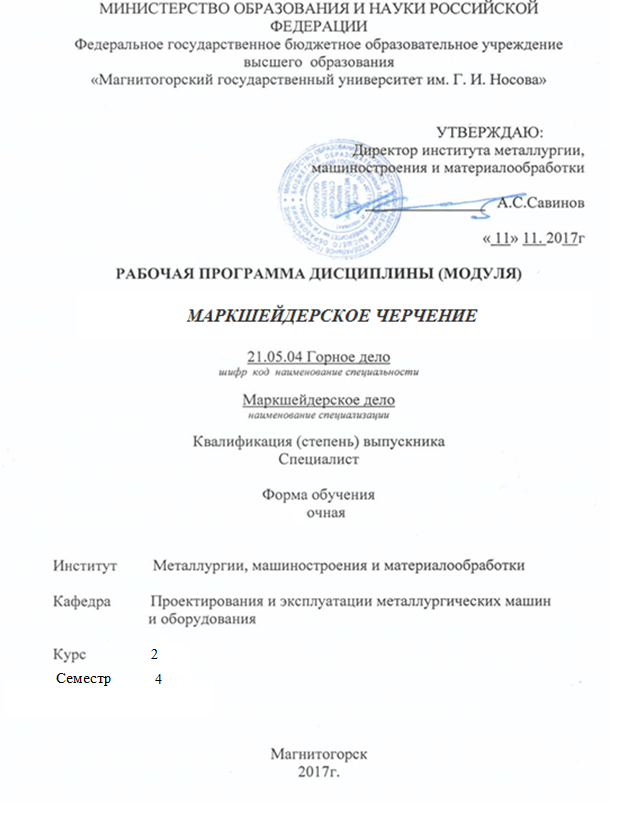 МИНИСТЕРСТВО ОБРАЗОВАНИЯ И НАУКИ РОССИЙСКОЙ
ФЕДЕРАЦИИ
Федеральное государственное бюджетное образовательное учреждение
высшего образования
«Магнитогорский государственный университет им. Г. И. Носова»
УТВЕРЖДАЮ:
Директор института металлургии,
машиностроения и материалообработки
А.С.Савинов
« 11» 11. 2017г
РАБОЧАЯ ПРОГРАММА ДИСЦИПЛИНЫ (МОДУЛЯ)
МАРКШЕЙДЕРСКОЕ ЧЕРЧЕНИЕ
21.05.04 Горное дело
шифр код наименование специальности
Маркшейдерское дело
наименование специализации
Квалификация (степень) выпускника
Специалист
Форма обучения
очная
Институт Металлургии, машиностроения и материалообработки
Кафедра Проектирования и эксплуатации металлургических машин
и оборудования
Курс 2
Семестр 4
Магнитогорск
2017г.